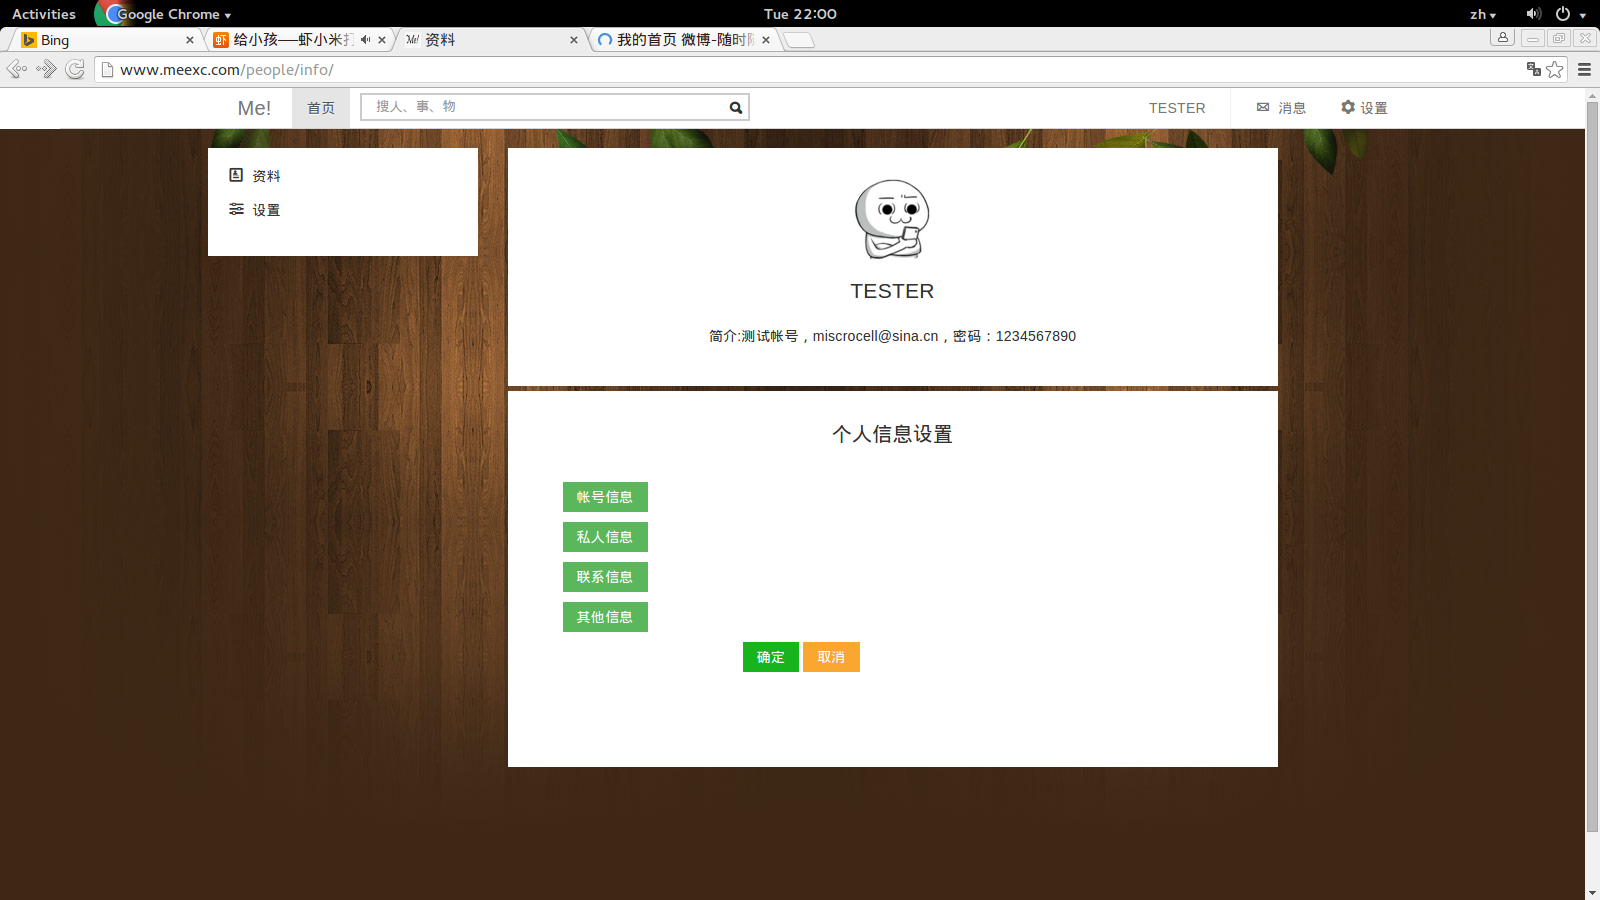 Activities Google Chrome Tue 22:00 zh
Bing 给小孩——虾小米打 Me! 资料 我的首页 微博-随时随
www.meexc.com/people/info/
Me! 首页 搜人、事、物 TESTER 消息 设置
资料
设置
TESTER
简介:测试帐号，miscrocell@sina.cn，密码：1234567890
个人信息设置
帐号信息
私人信息
联系信息
其他信息
确定 取消